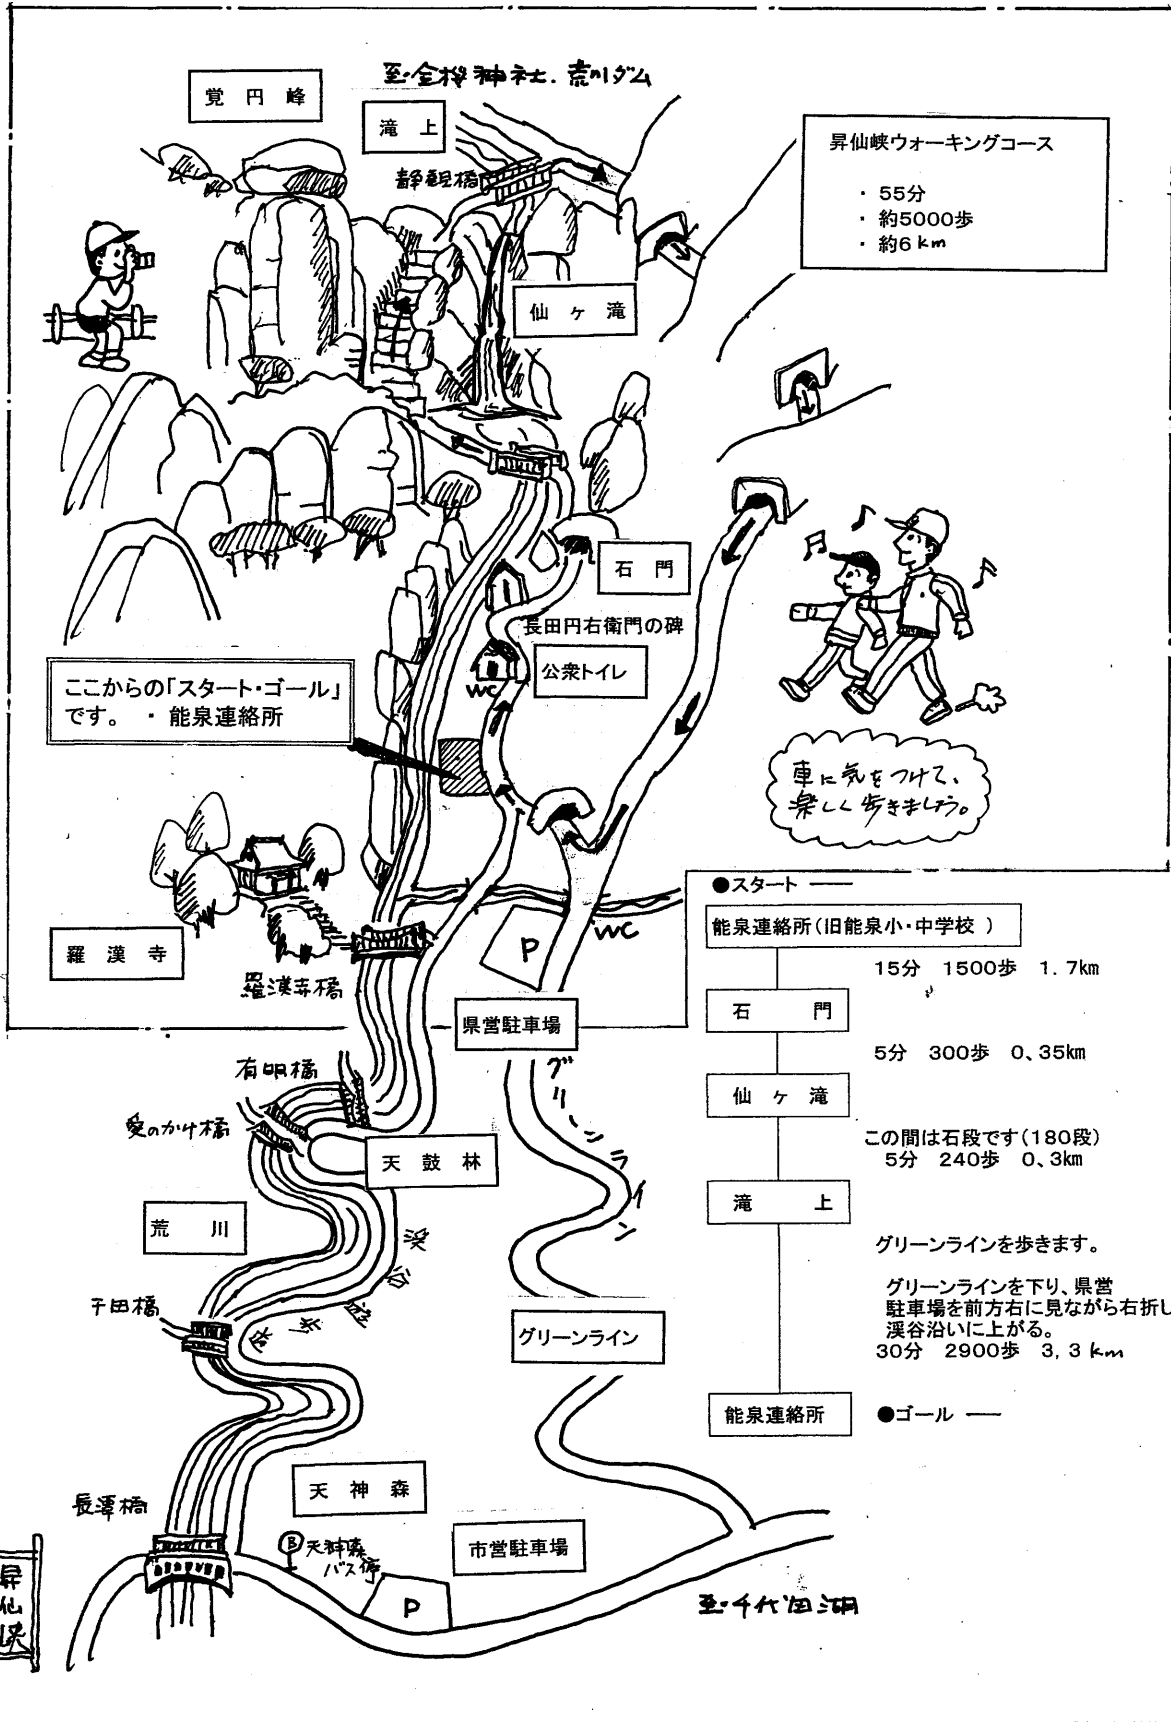 至金桜神社.荒川ダム
覚円峰
滝上
静観橋
昇仙峡ウォーキングコース
・55分
・約5000歩
・約6km
仙ヶ滝
石門
長田円右衛門の碑
公衆トイレ
WC
ここからの「スタート・ゴール」
です。 ・能泉連絡所
車に気をつけて、
楽しく歩きましょう。
羅漢寺
羅漢寺橋
P
WC
県営駐車場
有明橋
愛のかけ橋
天鼓林
荒川
渓谷遊歩道
グリーンライン
千田橋
グリーンライン
天神森
長潭橋
B 天神森
バス停
市営駐車場
P
至千代田湖
昇仙峡
●スタート ──
能泉連絡所(旧能泉小・中学校 )
15分 1500歩 1.7km
石門
5分 300歩 0、35km
仙ヶ滝
この間は石段です(180段)
5分 240歩 0、3km
滝上
グリーンラインを歩きます。
グリーンラインを下り、県営
駐車場を前方右に見ながら右折し
渓谷沿いに上がる。
30分 2900歩 3,3km
能泉連絡所
●ゴール ──